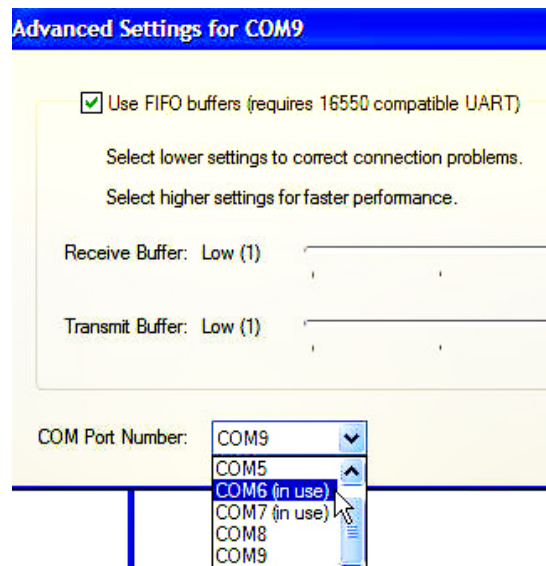 Advanced Settings for COM9
Use FIFO buffers (requires 16550 compatible UART)
Select lower settings to correct connection problems.
Select higher settings for faster performance.
Receive Buffer: Low (1)
Transmit Buffer: Low (1)
COM Port Number: COM9
COM5
COM6 (in use)
COM7 (in use)
COM8
COM9